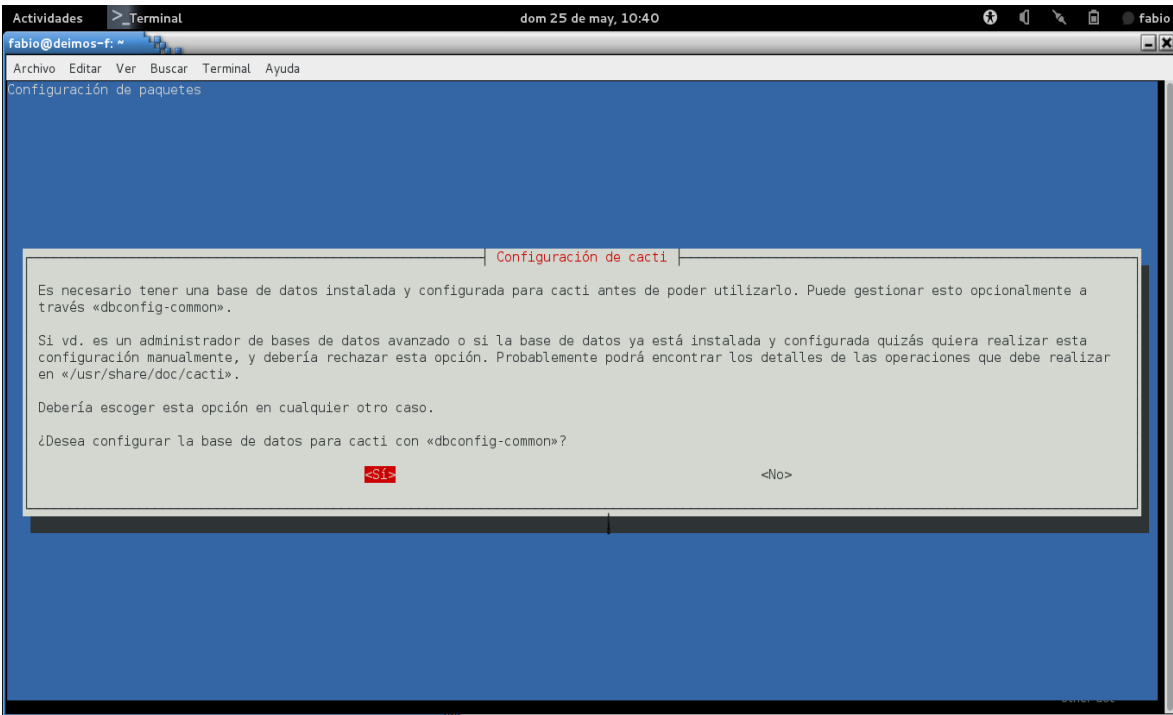 Actividades >_Terminal dom 25 de may, 10:40 fabio
fabio@deimos-f: ~
Archivo Editar Ver Buscar Terminal Ayuda
Configuración de paquetes
Configuración de cacti
Es necesario tener una base de datos instalada y configurada para cacti antes de poder utilizarlo. Puede gestionar esto opcionalmente a
través «dbconfig-common».
Si vd. es un administrador de bases de datos avanzado o si la base de datos ya está instalada y configurada quizás quiera realizar esta
configuración manualmente, y debería rechazar esta opción. Probablemente podrá encontrar los detalles de las operaciones que debe realizar
en «/usr/share/doc/cacti».
Debería escoger esta opción en cualquier otro caso.
¿Desea configurar la base de datos para cacti con «dbconfig-common»?
<Sí> <No>